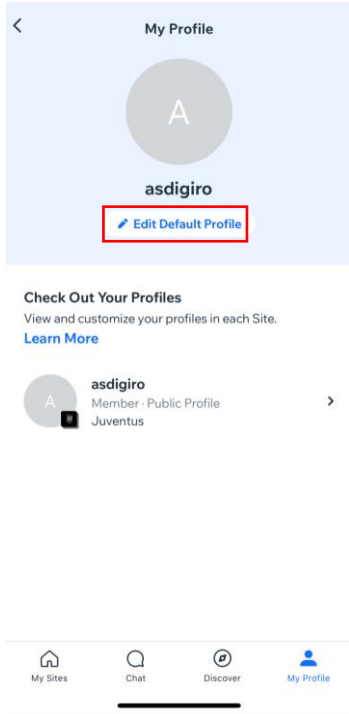 My Profile
A
asdigiro
Edit Default Profile
Check Out Your Profiles
View and customize your profiles in each Site.
Learn More
A
asdigiro
Member · Public Profile
Juventus
My Sites
Chat
Discover
My Profile